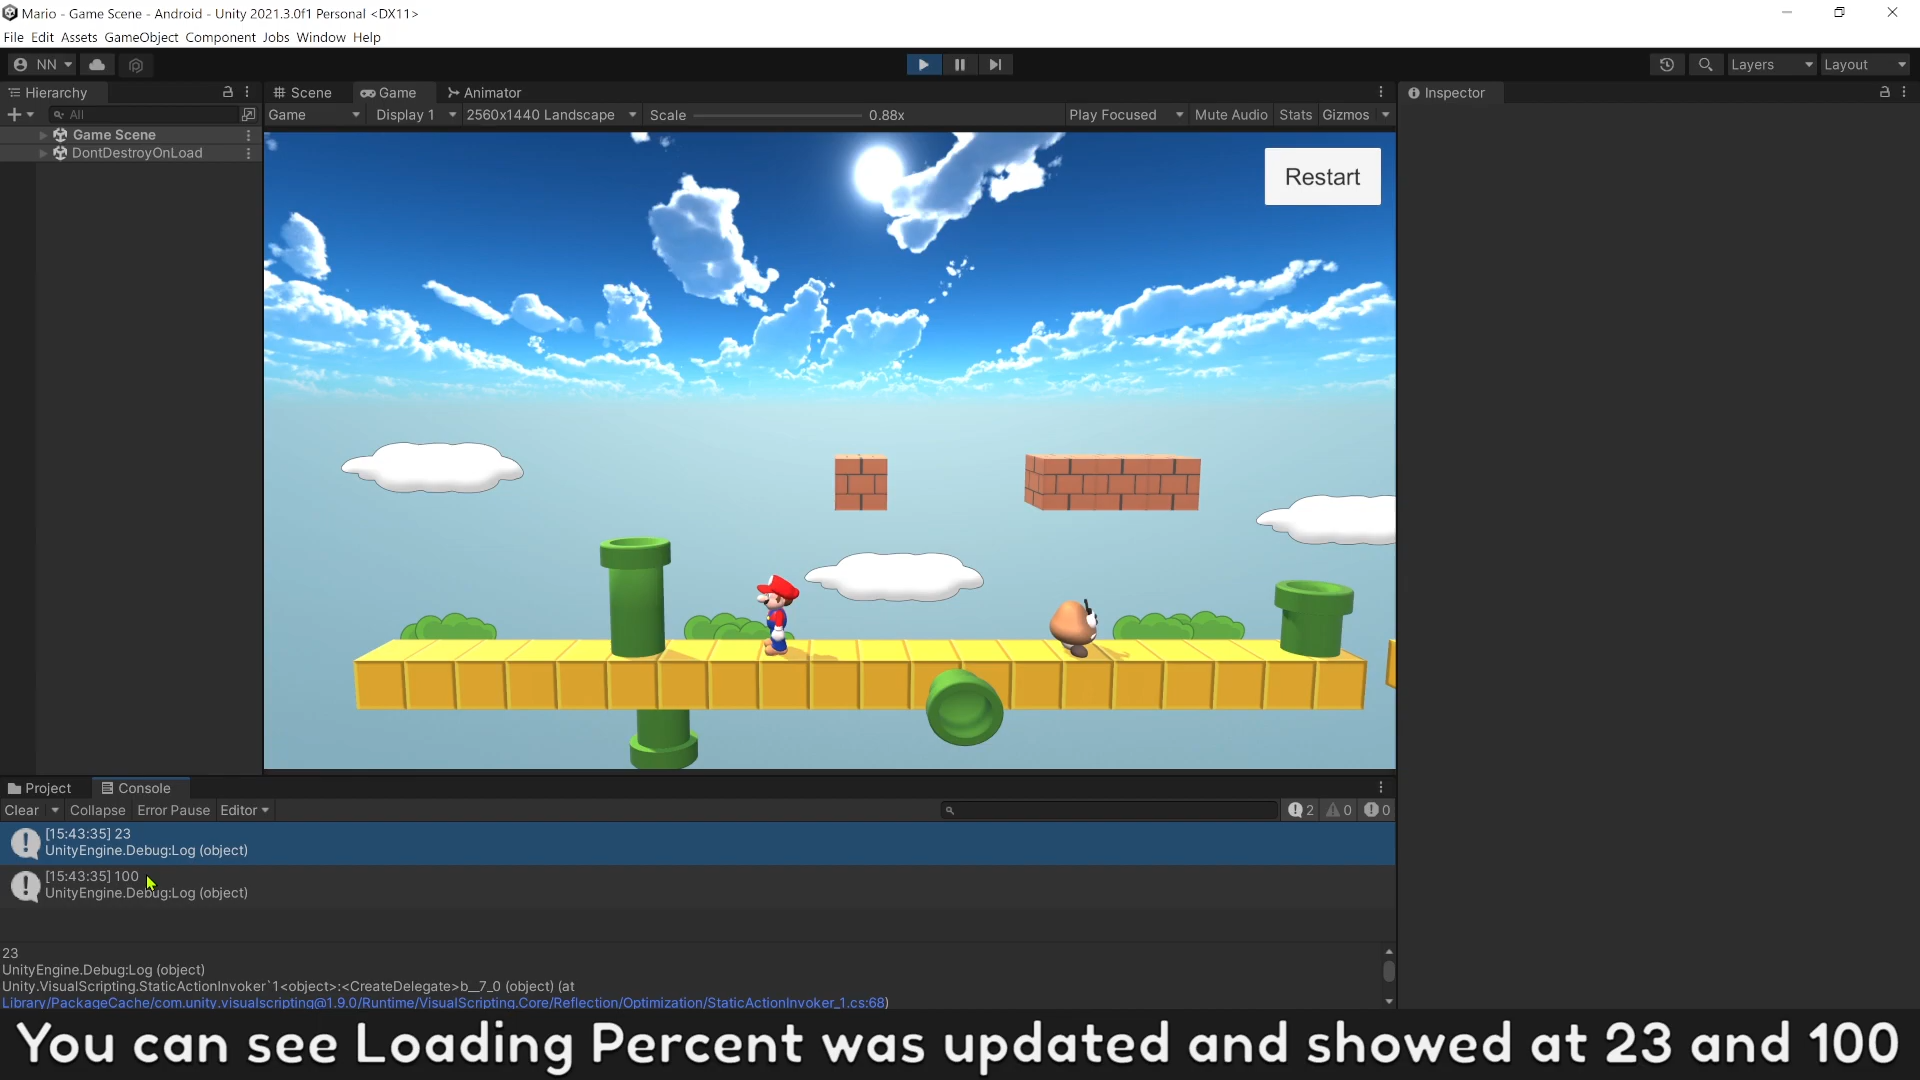 Mario - Game Scene - Android - Unity 2021.3.0f1 Personal <DX11>
File Edit Assets GameObject Component Jobs Window Help
NN Layers Layout
Hierarchy Scene Game Animator Inspector
All Game Display 1 2560x1440 Landscape Scale 0.88x Play Focused Mute Audio Stats Gizmos
Game Scene
DontDestroyOnLoad
Restart
Project Console
Clear Collapse Error Pause Editor 2 0 0
[15:43:35] 23
UnityEngine.Debug:Log (object)
[15:43:35] 100
UnityEngine.Debug:Log (object)
23
UnityEngine.Debug:Log (object)
Unity.VisualScripting.StaticActionInvoker`1<object>:<CreateDelegate>b__7_0 (object) (at
Library/PackageCache/com.unity.visualscripting@1.9.0/Runtime/VisualScripting.Core/Reflection/Optimization/StaticActionInvoker_1.cs:68)
You can see Loading Percent was updated and showed at 23 and 100